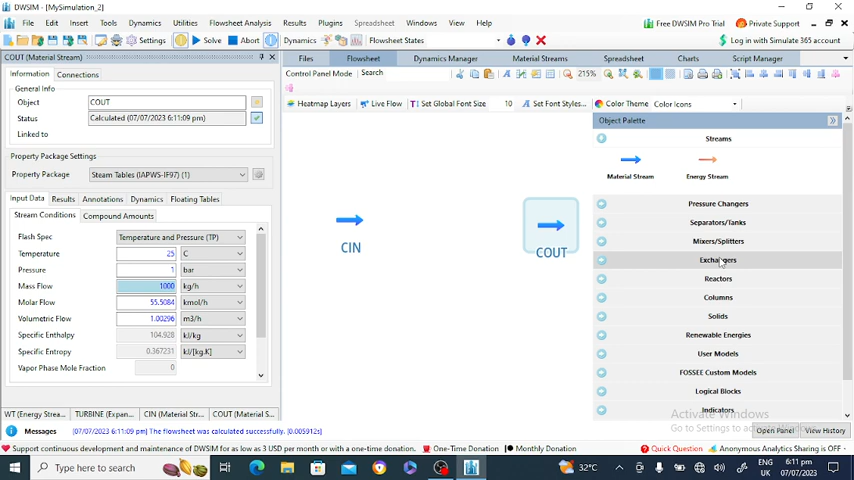 DWSIM - [MySimulation_2]
File Edit Insert Tools Dynamics Utilities Flowsheet Analysis Results Plugins Spreadsheet Windows View Help Free DWSIM Pro Trial Private Support
Settings Solve Abort Dynamics Flowsheet States Log in with Simulate 365 account
COUT (Material Stream) Files Flowsheet Dynamics Manager Material Streams Spreadsheet Charts Script Manager
Information Connections Control Panel Mode Search 215%
General Info
Object COUT
Heatmap Layers Live Flow Set Global Font Size 10 Set Font Styles... Color Theme Color Icons
Status Calculated (07/07/2023 6:11:09 pm) Object Palette
Linked to Streams
Property Package Settings
Property Package Steam Tables (IAPWS-IF97) (1) Material Stream Energy Stream
Input Data Results Annotations Dynamics Floating Tables Pressure Changers
Stream Conditions Compound Amounts Separators/Tanks
Flash Spec Temperature and Pressure (TP) CIN COUT Mixers/Splitters
Temperature 25 C Exchangers
Pressure 1 bar Reactors
Mass Flow 1000 kg/h
Molar Flow 55.5084 kmol/h Columns
Volumetric Flow 1.00296 m3/h Solids
Specific Enthalpy 104.928 kJ/kg Renewable Energies
Specific Entropy 0.367231 kJ/[kg.K] User Models
Vapor Phase Mole Fraction 0 FOSSEE Custom Models
Logical Blocks
Indicators
WT (Energy Strea... TURBINE (Expan... CIN (Material Str... COUT (Material S... Activate Windows
Messages [07/07/2023 6:11:09 pm] The flowsheet was calculated successfully. [0.005912s] Go to Settings to Open Panel View History
Support continuous development and maintenance of DWSIM for as low as 3 USD per month or with a one-time donation. One-Time Donation Monthly Donation Quick Question Anonymous Analytics Sharing is OFF
Type here to search 32°C ENG UK 6:11 pm 07/07/2023